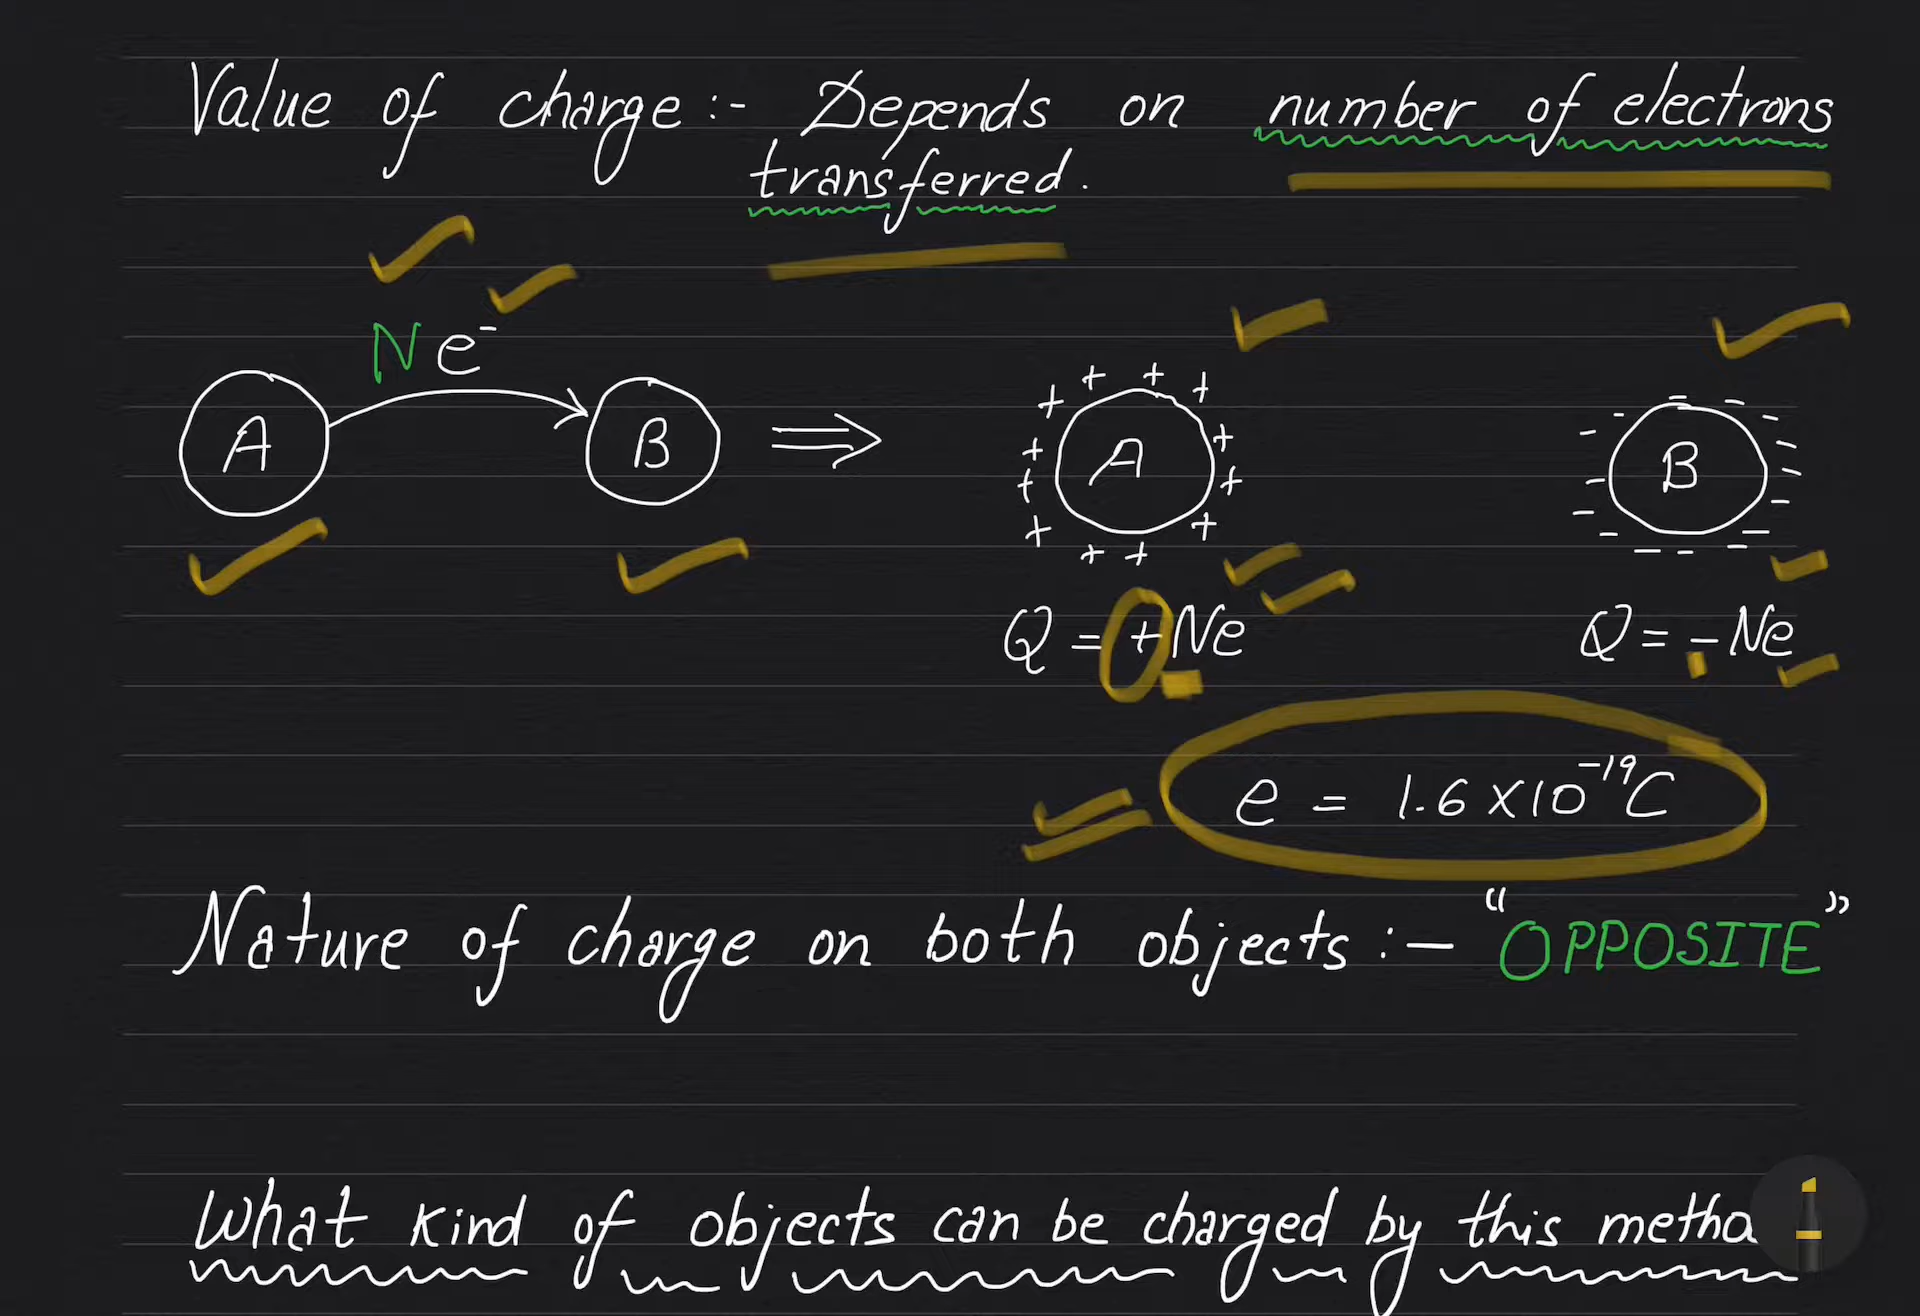 Value of charge :- Depends on number of electrons
transferred.
N e⁻
A B ⟹ A B
Q = +Ne Q = -Ne
e = 1.6 x 10⁻¹⁹ C
Nature of charge on both objects :- "OPPOSITE"
What kind of objects can be charged by this metho